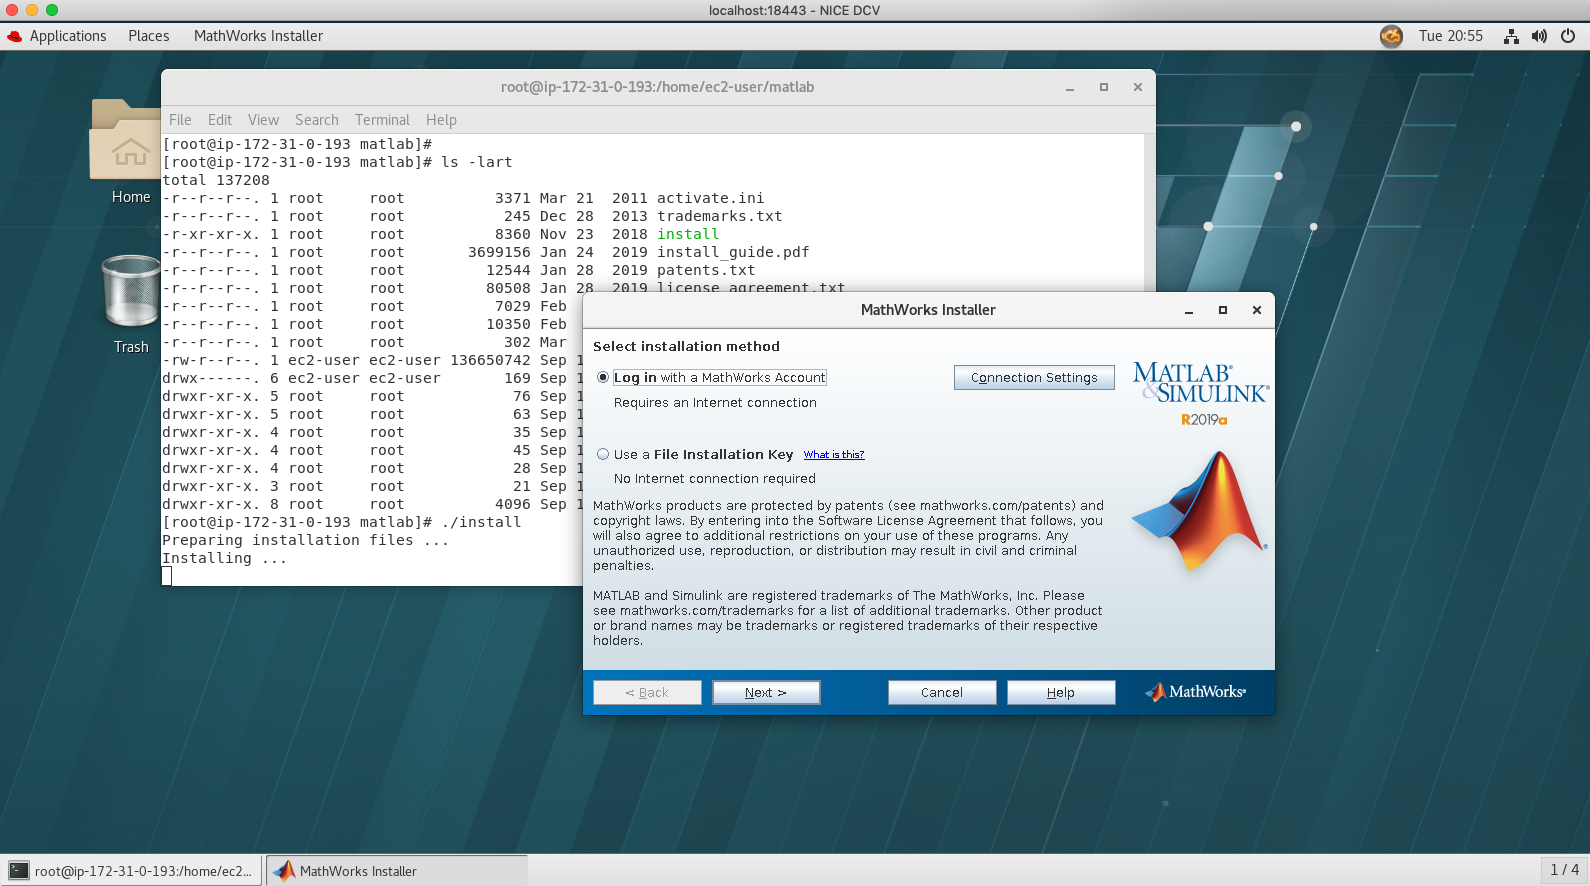 localhost:18443 - NICE DCV
Applications Places MathWorks Installer Tue 20:55
root@ip-172-31-0-193:/home/ec2-user/matlab
File Edit View Search Terminal Help
[root@ip-172-31-0-193 matlab]#
[root@ip-172-31-0-193 matlab]# ls -lart
total 137208
-r--r--r--. 1 root root 3371 Mar 21 2011 activate.ini
-r--r--r--. 1 root root 245 Dec 28 2013 trademarks.txt
-r-xr-xr-x. 1 root root 8360 Nov 23 2018 install
-r--r--r--. 1 root root 3699156 Jan 24 2019 install_guide.pdf
-r--r--r--. 1 root root 12544 Jan 28 2019 patents.txt
-r--r--r--. 1 root root 80508 Jan 28 2019 license_agreement.txt
-r--r--r--. 1 root root 7029 Feb
-r--r--r--. 1 root root 10350 Feb
-r--r--r--. 1 root root 302 Mar
-rw-r--r--. 1 ec2-user ec2-user 136650742 Sep 1
drwx------. 6 ec2-user ec2-user 169 Sep 1
drwxr-xr-x. 5 root root 76 Sep 1
drwxr-xr-x. 5 root root 63 Sep 1
drwxr-xr-x. 4 root root 35 Sep 1
drwxr-xr-x. 4 root root 45 Sep 1
drwxr-xr-x. 4 root root 28 Sep 1
drwxr-xr-x. 3 root root 21 Sep 1
drwxr-xr-x. 8 root root 4096 Sep 1
[root@ip-172-31-0-193 matlab]# ./install
Preparing installation files ...
Installing ...
Home
Trash
MathWorks Installer
Select installation method
Log in with a MathWorks Account
Connection Settings
Requires an Internet connection
Use a File Installation Key What is this?
No Internet connection required
MathWorks products are protected by patents (see mathworks.com/patents) and
copyright laws. By entering into the Software License Agreement that follows, you
will also agree to additional restrictions on your use of these programs. Any
unauthorized use, reproduction, or distribution may result in civil and criminal
penalties.
MATLAB and Simulink are registered trademarks of The MathWorks, Inc. Please
see mathworks.com/trademarks for a list of additional trademarks. Other product
or brand names may be trademarks or registered trademarks of their respective
holders.
MATLAB®
&SIMULINK®
R2019a
< Back Next > Cancel Help MathWorks®
root@ip-172-31-0-193:/home/ec2... MathWorks Installer 1 / 4